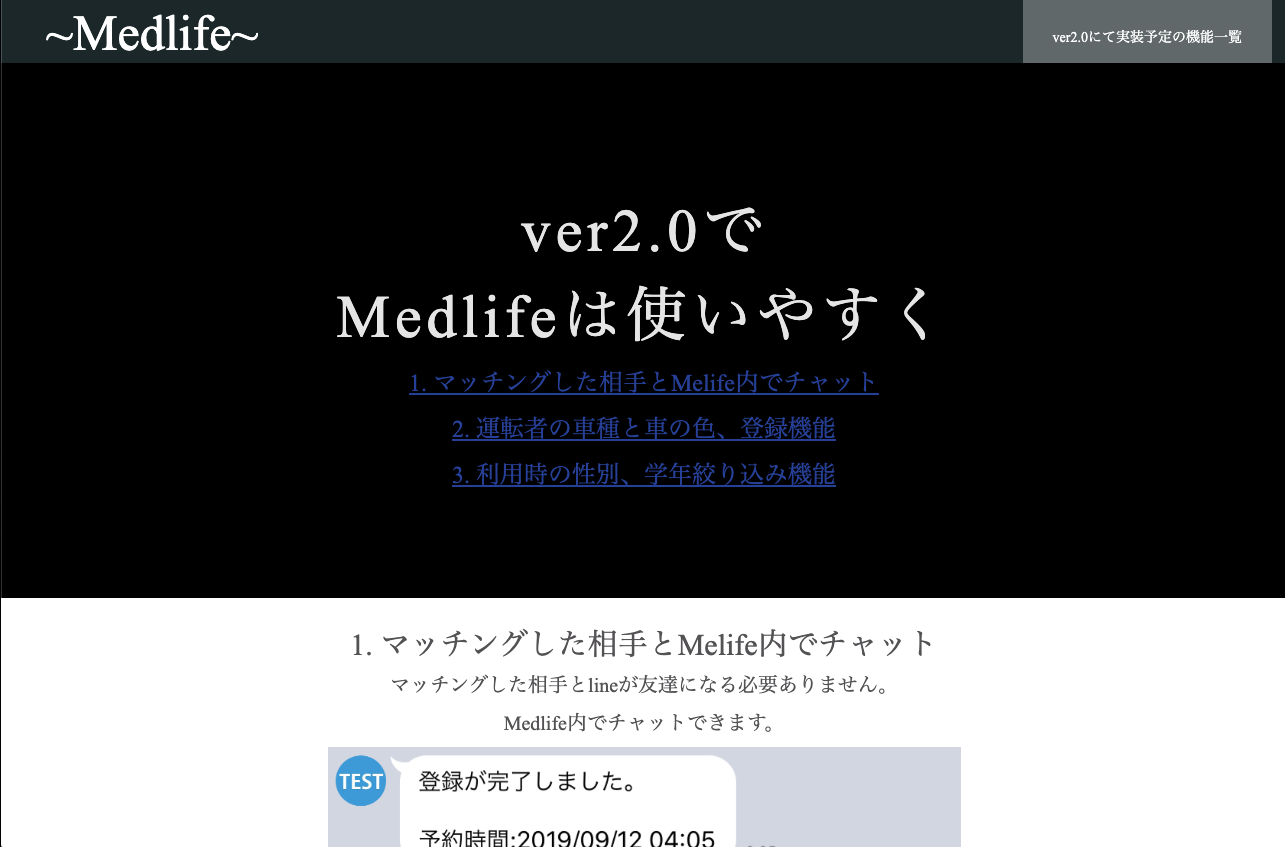 ~Medlife~
ver2.0にて実装予定の機能一覧
ver2.0で
Medlifeは使いやすく
1. マッチングした相手とMelife内でチャット
2. 運転者の車種と車の色、登録機能
3. 利用時の性別、学年絞り込み機能
1. マッチングした相手とMelife内でチャット
マッチングした相手とlineが友達になる必要ありません。
Medlife内でチャットできます。
TEST
登録が完了しました。
予約時間:2019/09/12 04:05